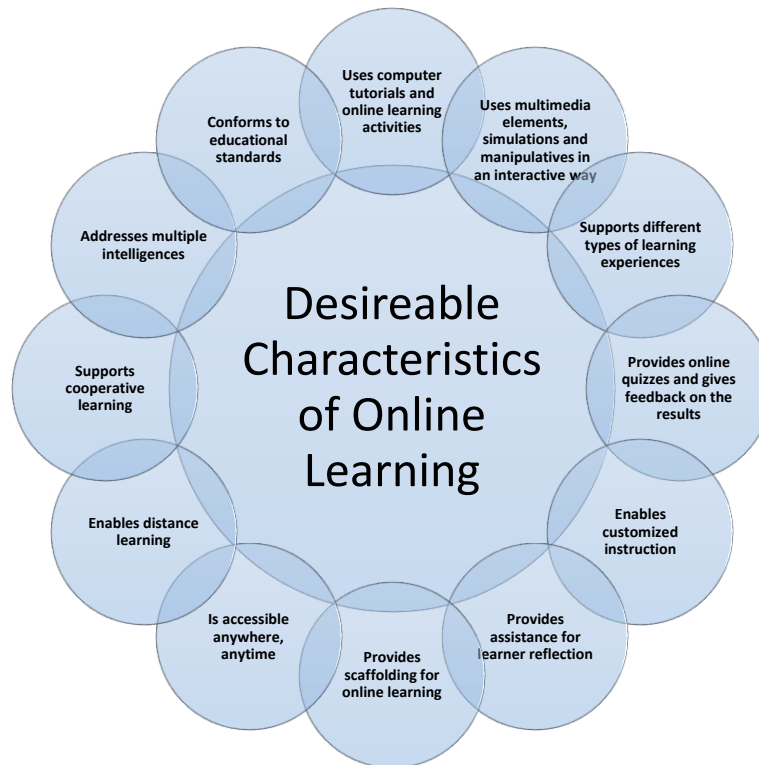 Uses computer
tutorials and
online learning
activities
Uses multimedia
elements,
simulations and
manipulatives in
an interactive way
Supports different
types of learning
experiences
Provides online
quizzes and gives
feedback on the
results
Enables
customized
instruction
Provides
assistance for
learner reflection
Provides
scaffolding for
online learning
Is accessible
anywhere,
anytime
Enables distance
learning
Supports
cooperative
learning
Addresses multiple
intelligences
Conforms to
educational
standards
Desireable
Characteristics
of Online
Learning